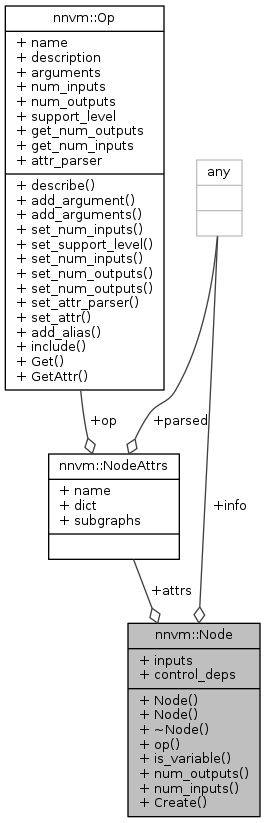 nnvm::Op
+ name
+ description
+ arguments
+ num_inputs
+ num_outputs
+ support_level
+ get_num_outputs
+ get_num_inputs
+ attr_parser
+ describe()
+ add_argument()
+ add_arguments()
+ set_num_inputs()
+ set_support_level()
+ set_num_inputs()
+ set_num_outputs()
+ set_num_outputs()
+ set_attr_parser()
+ set_attr()
+ add_alias()
+ include()
+ Get()
+ GetAttr()
any
+op
+parsed
nnvm::NodeAttrs
+ name
+ dict
+ subgraphs
+info
+attrs
nnvm::Node
+ inputs
+ control_deps
+ Node()
+ Node()
+ ~Node()
+ op()
+ is_variable()
+ num_outputs()
+ num_inputs()
+ Create()